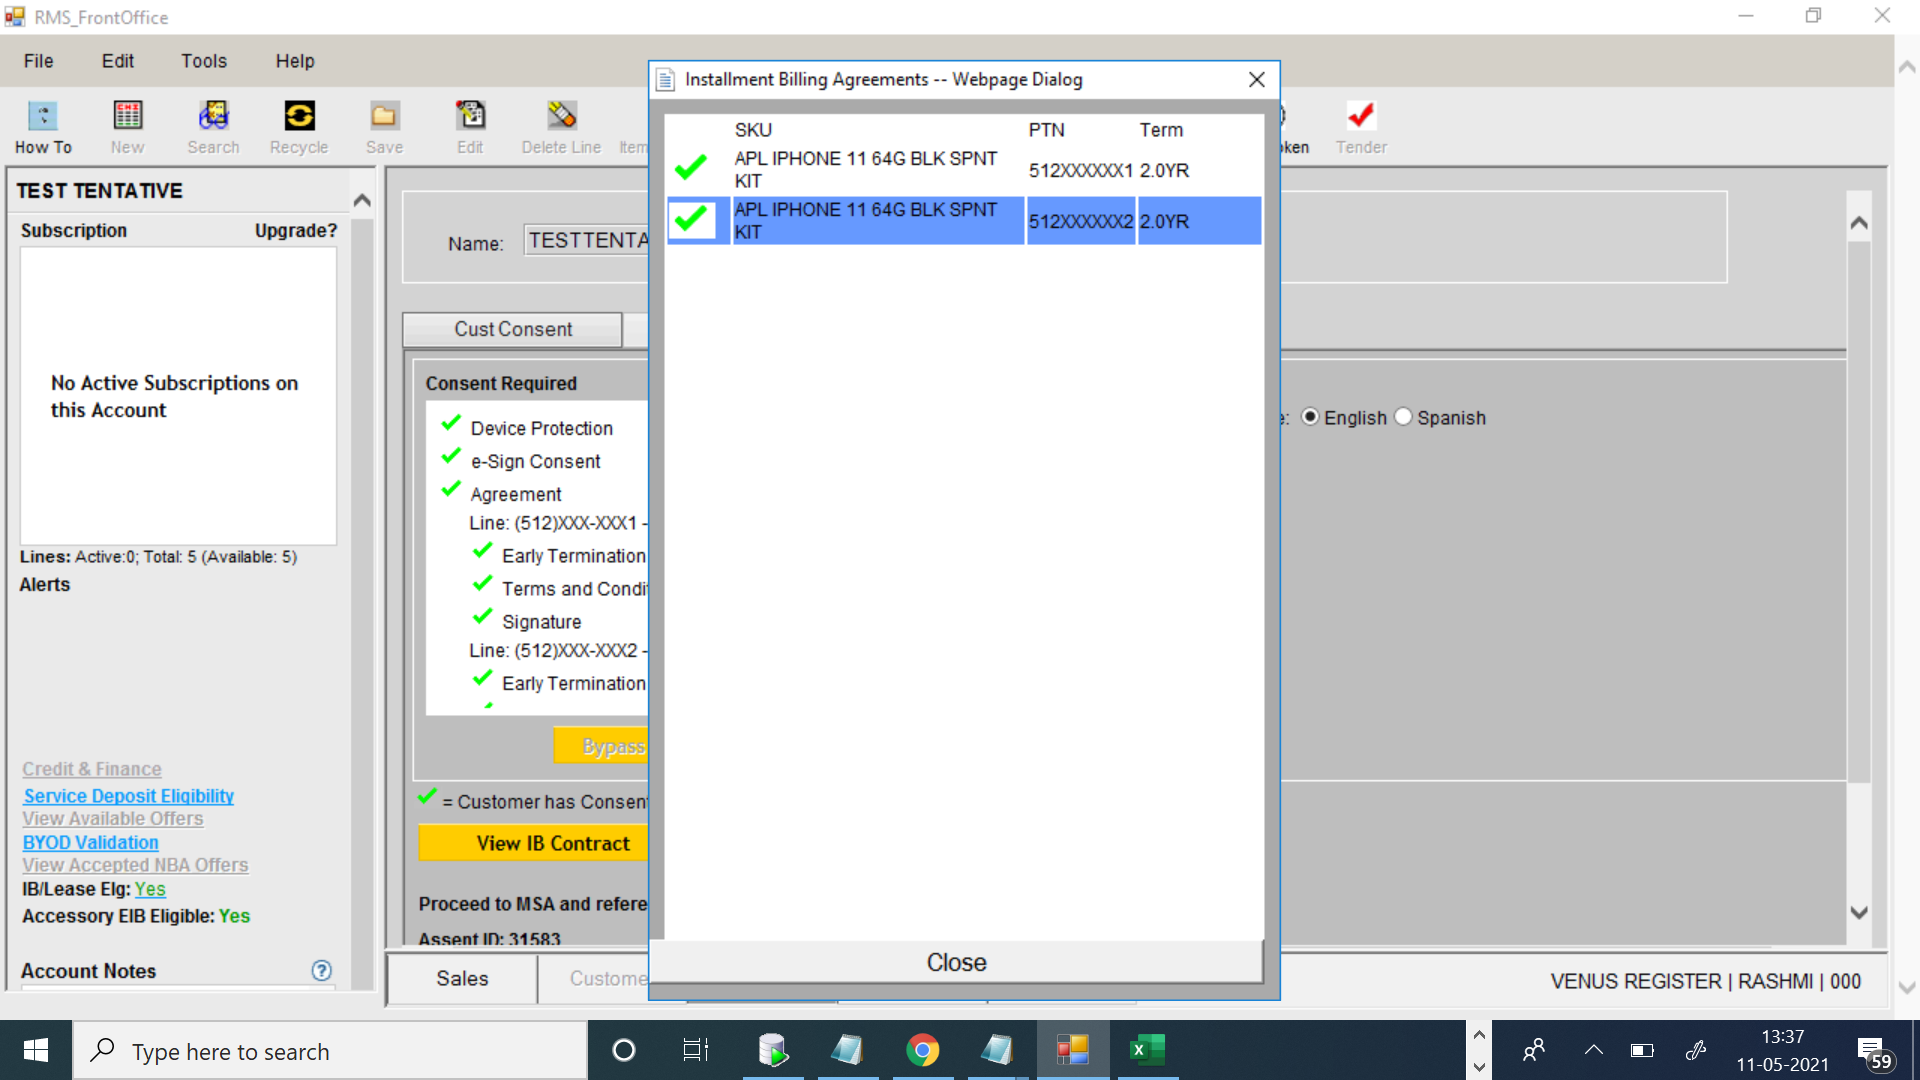 RMS_FrontOffice
File Edit Tools Help
How To New Search Recycle Save Edit Delete Line Item Tender
TEST TENTATIVE
Subscription Upgrade?
No Active Subscriptions on
this Account
Lines: Active:0; Total: 5 (Available: 5)
Alerts
Credit & Finance
Service Deposit Eligibility
View Available Offers
BYOD Validation
View Accepted NBA Offers
IB/Lease Elg: Yes
Accessory EIB Eligible: Yes
Account Notes ?
Name: TESTTENTA
Cust Consent
Consent Required
Device Protection
e-Sign Consent
Agreement
Line: (512)XXX-XXX1 -
Early Termination
Terms and Condi
Signature
Line: (512)XXX-XXX2 -
Early Termination
Bypass
= Customer has Consent
View IB Contract
Proceed to MSA and refere
Assent ID: 31583
Installment Billing Agreements -- Webpage Dialog
SKU PTN Term
APL IPHONE 11 64G BLK SPNT
KIT
512XXXXXX1 2.0YR
APL IPHONE 11 64G BLK SPNT
KIT
512XXXXXX2 2.0YR
Close
English Spanish
Sales Custome
VENUS REGISTER | RASHMI | 000
Type here to search
13:37
11-05-2021
59